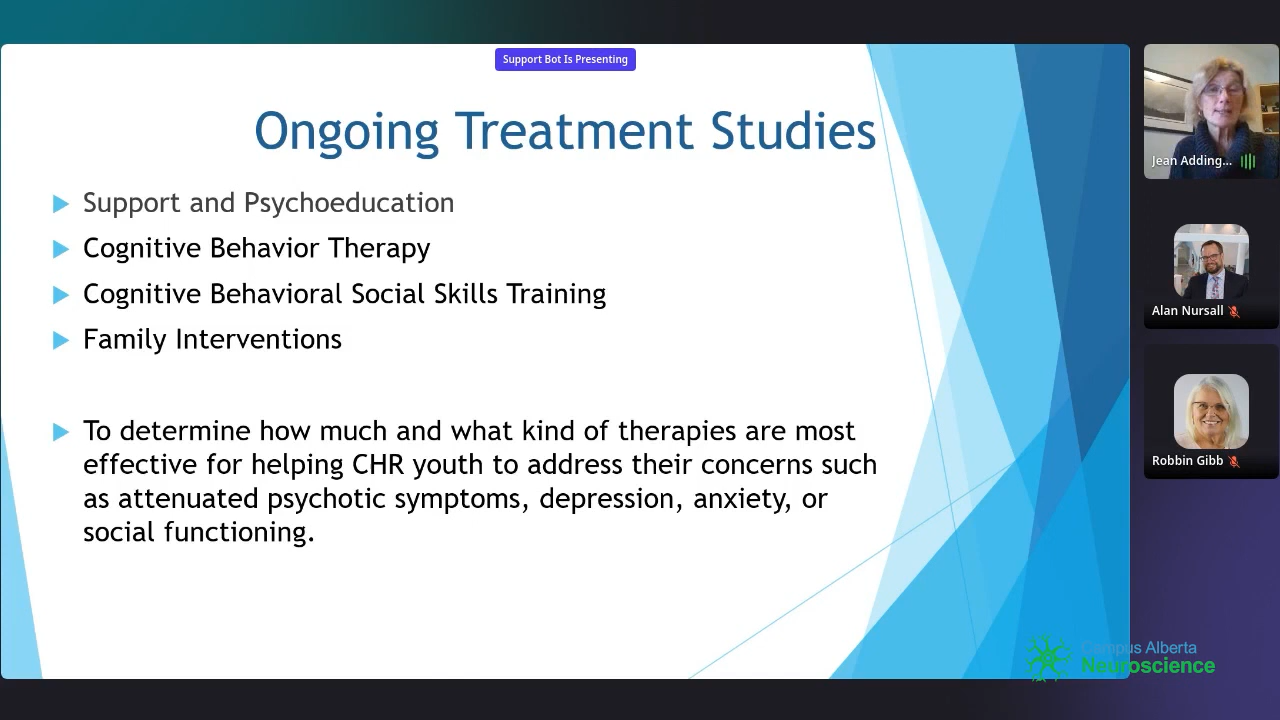 Support Bot Is Presenting
Ongoing Treatment Studies
Support and Psychoeducation
Cognitive Behavior Therapy
Cognitive Behavioral Social Skills Training
Family Interventions
To determine how much and what kind of therapies are most
effective for helping CHR youth to address their concerns such
as attenuated psychotic symptoms, depression, anxiety, or
social functioning.
Jean Adding...
Alan Nursall
Robbin Gibb
Campus Alberta
Neuroscience